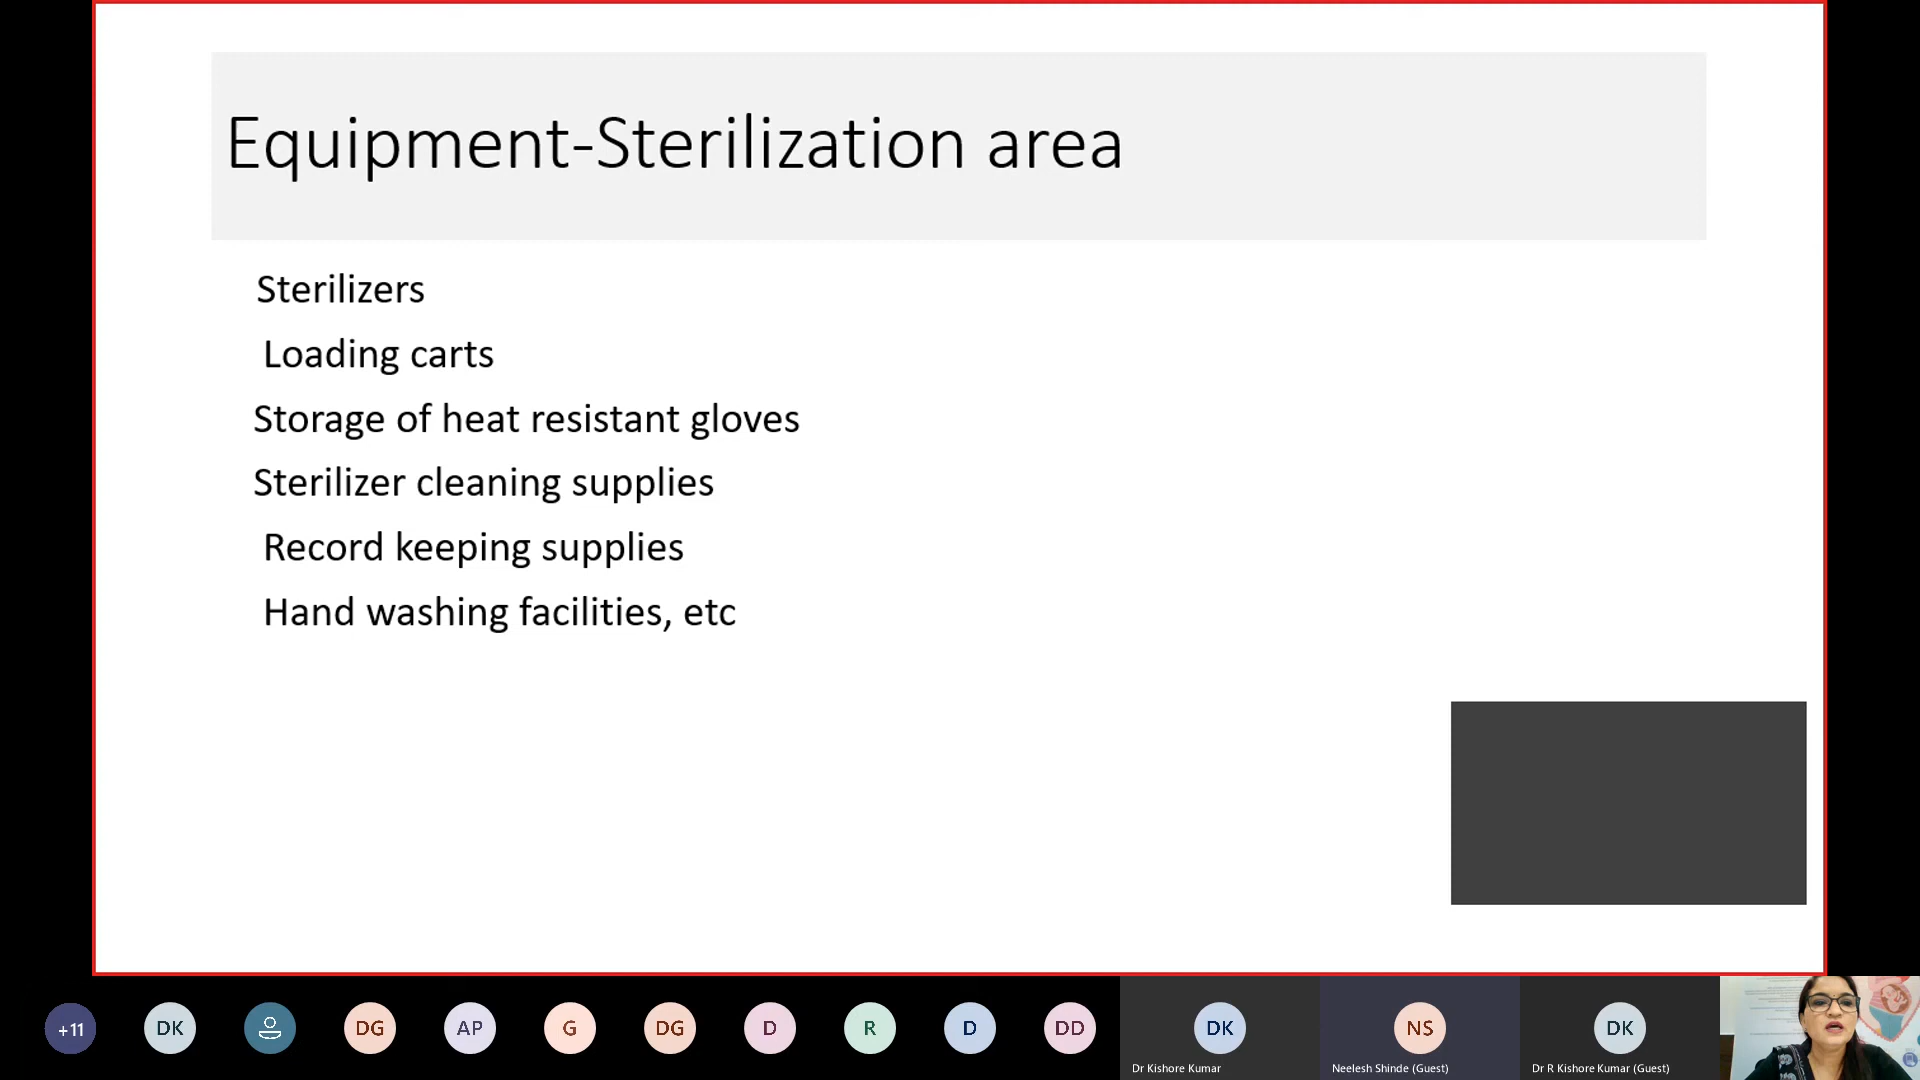 Equipment-Sterilization area
Sterilizers
Loading carts
Storage of heat resistant gloves
Sterilizer cleaning supplies
Record keeping supplies
Hand washing facilities, etc
+11
DK
DG
AP
G
DG
D
R
D
DD
DK
NS
DK
Dr Kishore Kumar
Neelesh Shinde (Guest)
Dr R Kishore Kumar (Guest)